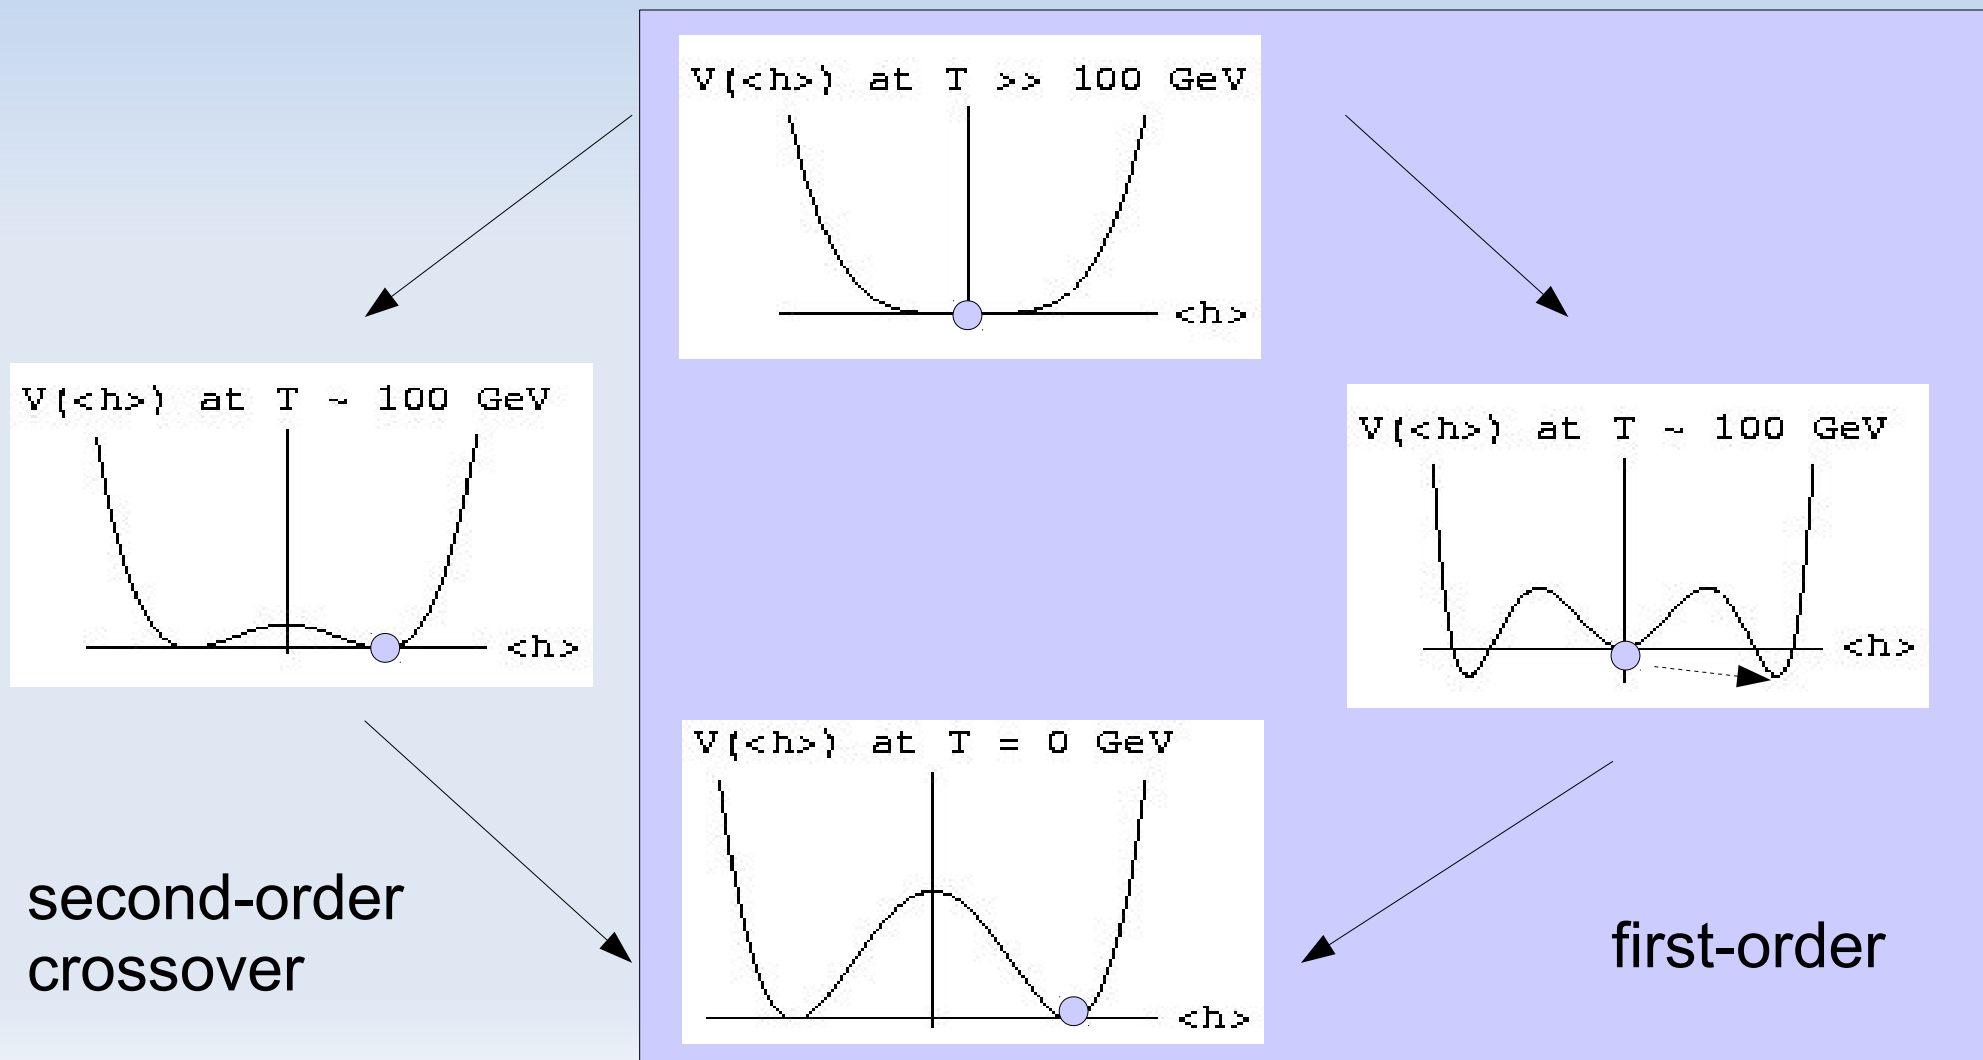 V(<h>) at T >> 100 GeV
<h>
V(<h>) at T ~ 100 GeV
<h>
V(<h>) at T ~ 100 GeV
<h>
V(<h>) at T = 0 GeV
<h>
second-order
crossover
first-order